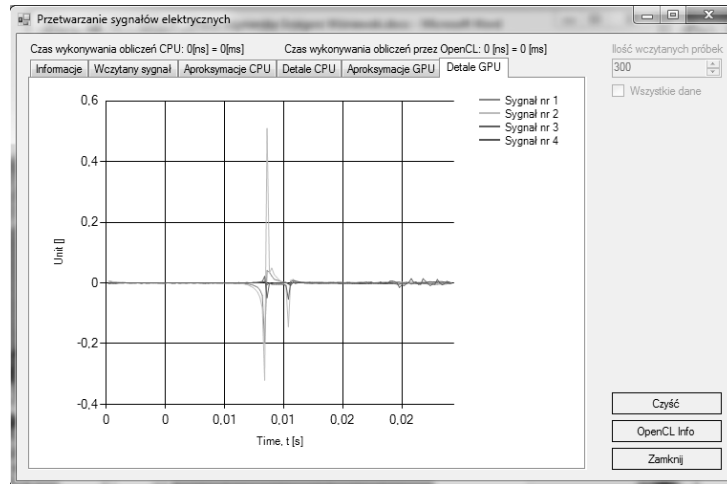 Przetwarzanie sygnałów elektrycznych
Czas wykonywania obliczeń CPU: 0[ns] = 0[ms]
Czas wykonywania obliczeń przez OpenCL: 0 [ns] = 0 [ms]
Ilość wczytanych próbek
300
Wszystkie dane
Informacje
Wczytany sygnał
Aproksymacje CPU
Detale CPU
Aproksymacje GPU
Detale GPU
Sygnał nr 1
Sygnał nr 2
Sygnał nr 3
Sygnał nr 4
Unit []
0,6
0,4
0,2
0
-0,2
-0,4
0 0 0,01 0,01 0,02 0,02
Time, t [s]
Czyść
OpenCL Info
Zamknij